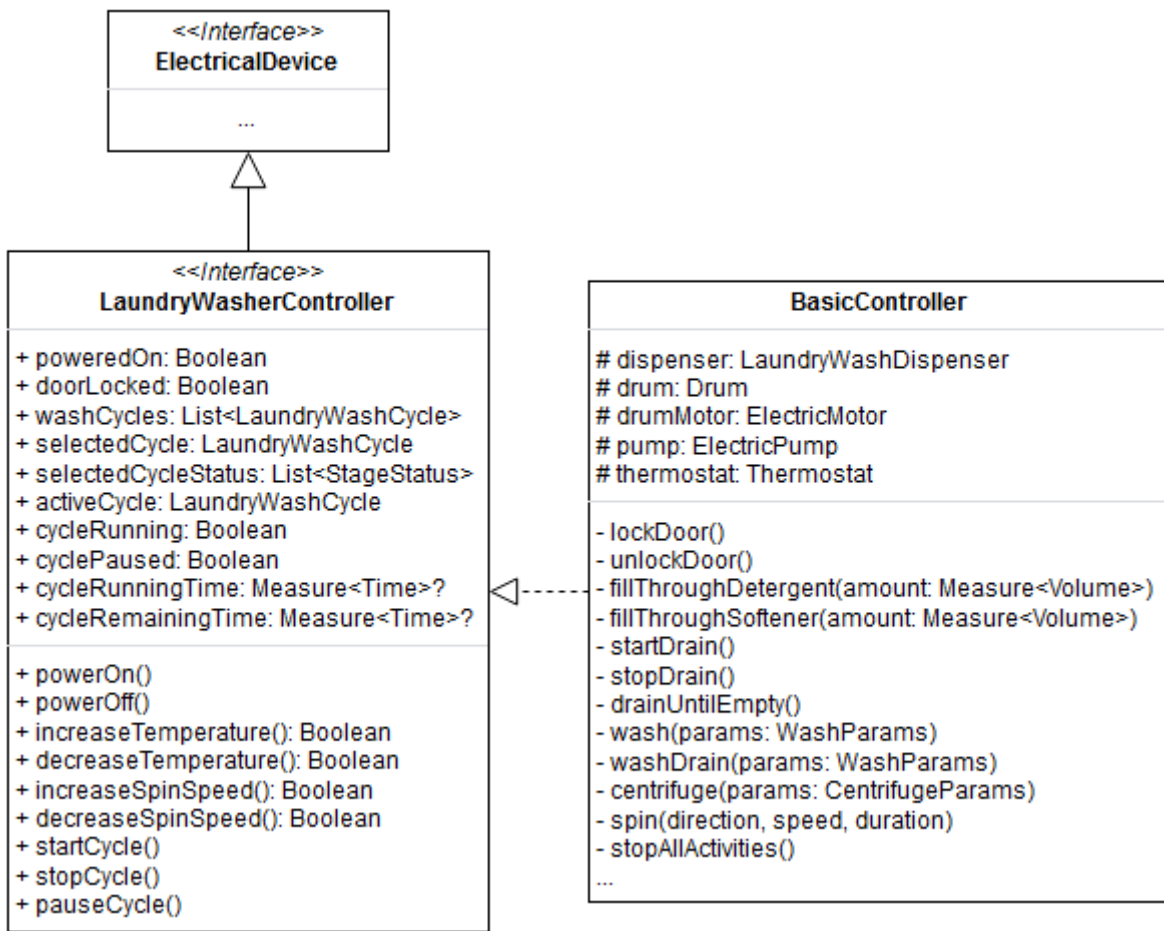 <<Interface>>
ElectricalDevice
...
<<Interface>>
LaundryWasherController
+ poweredOn: Boolean
+ doorLocked: Boolean
+ washCycles: List<LaundryWashCycle>
+ selectedCycle: LaundryWashCycle
+ selectedCycleStatus: List<StageStatus>
+ activeCycle: LaundryWashCycle
+ cycleRunning: Boolean
+ cyclePaused: Boolean
+ cycleRunningTime: Measure<Time>?
+ cycleRemainingTime: Measure<Time>?
+ powerOn()
+ powerOff()
+ increaseTemperature(): Boolean
+ decreaseTemperature(): Boolean
+ increaseSpinSpeed(): Boolean
+ decreaseSpinSpeed(): Boolean
+ startCycle()
+ stopCycle()
+ pauseCycle()
BasicController
# dispenser: LaundryWashDispenser
# drum: Drum
# drumMotor: ElectricMotor
# pump: ElectricPump
# thermostat: Thermostat
- lockDoor()
- unlockDoor()
- fillThroughDetergent(amount: Measure<Volume>)
- fillThroughSoftener(amount: Measure<Volume>)
- startDrain()
- stopDrain()
- drainUntilEmpty()
- wash(params: WashParams)
- washDrain(params: WashParams)
- centrifuge(params: CentrifugeParams)
- spin(direction, speed, duration)
- stopAllActivities()
...